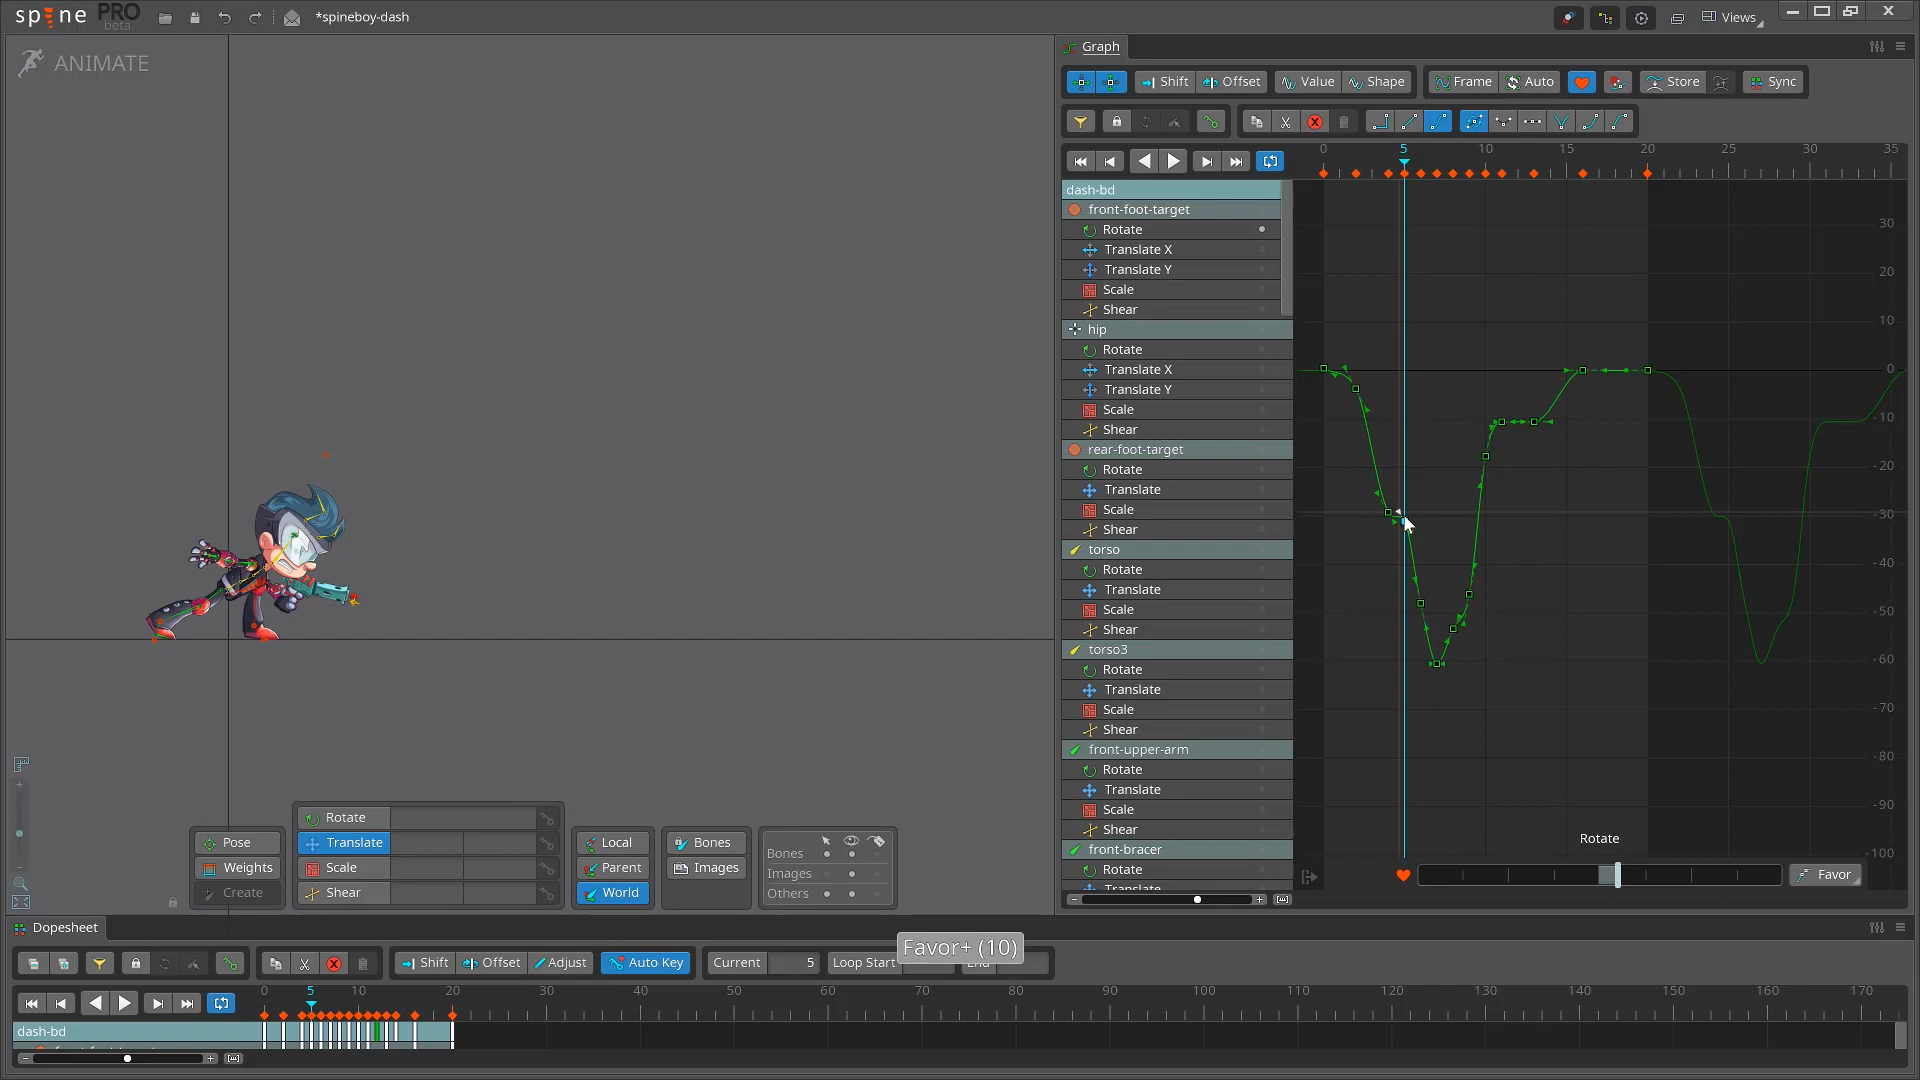 spine PRO
beta
*spineboy-dash
Views
ANIMATE
Graph
Shift Offset Value Shape Frame Auto Store Sync
0 5 10 15 20 25 30 35
dash-bd
front-foot-target
Rotate
Translate X
Translate Y
Scale
Shear
hip
Rotate
Translate X
Translate Y
Scale
Shear
rear-foot-target
Rotate
Translate
Scale
Shear
torso
Rotate
Translate
Scale
Shear
torso3
Rotate
Translate
Scale
Shear
front-upper-arm
Rotate
Translate
Scale
Shear
front-bracer
Rotate
30
20
10
0
-10
-20
-30
-40
-50
-60
-70
-80
-90
-100
Rotate
Favor
Pose
Weights
Create
Rotate
Translate
Scale
Shear
Local
Parent
World
Bones
Images
Bones
Images
Others
Dopesheet
Favor+ (10)
Shift Offset Adjust Auto Key Current 5 Loop Start
0 5 10 20 30 40 50 60 70 80 90 100 110 120 130 140 150 160 170
dash-bd